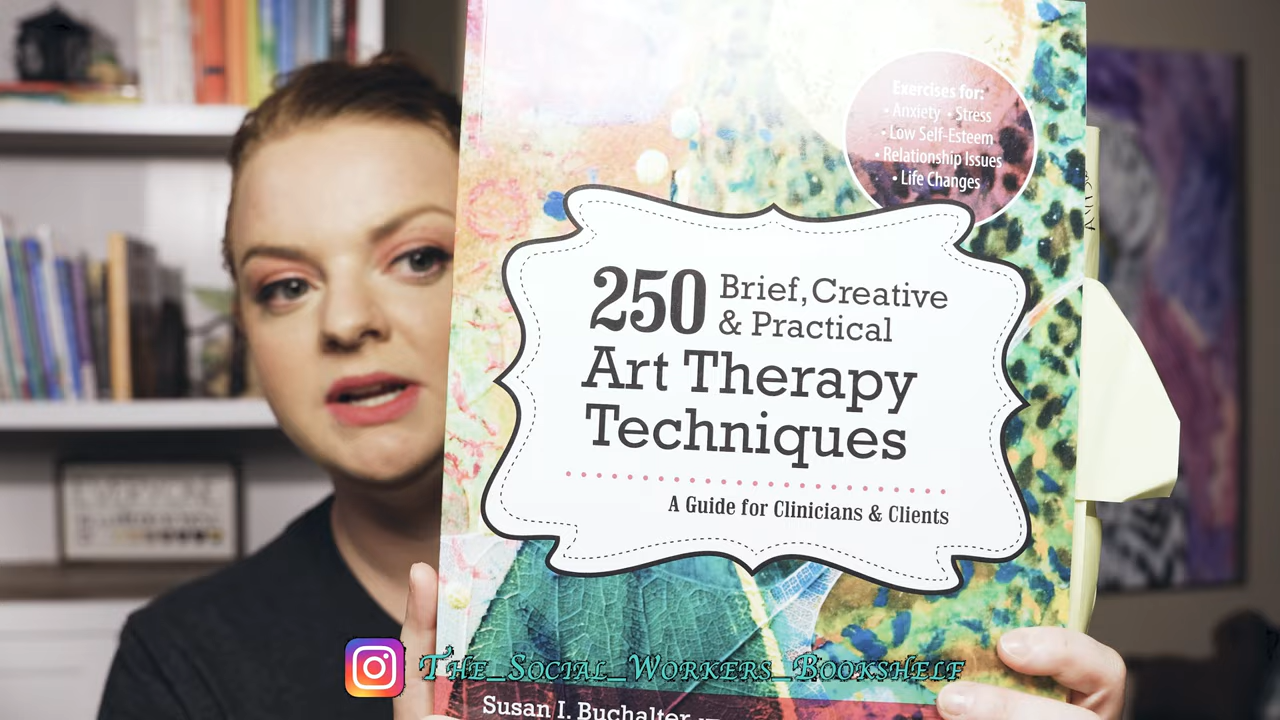 Exercises for:
• Anxiety • Stress
• Low Self-Esteem
• Relationship Issues
• Life Changes
250 Brief, Creative
& Practical
Art Therapy
Techniques
A Guide for Clinicians & Clients
The_Social_Workers_Bookshelf
Susan I. Buchalter